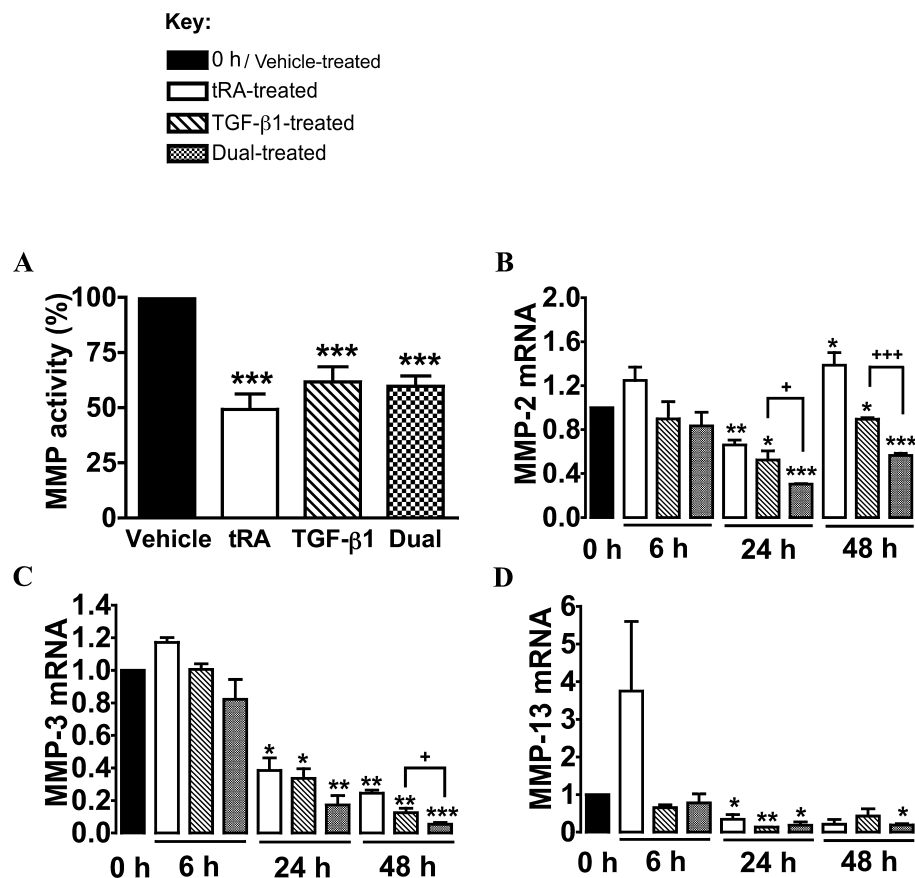 Key:
0 h / Vehicle-treated
tRA-treated
TGF-β1-treated
Dual-treated
A
MMP activity (%)
100
75
50
25
0
***
***
***
Vehicle tRA TGF-β1 Dual
B
MMP-2 mRNA
2.0
1.6
1.2
0.8
0.4
0.0
** * *** +
* * *** +++
0 h 6 h 24 h 48 h
C
MMP-3 mRNA
1.4
1.2
1.0
0.8
0.6
0.4
0.2
0.0
* * **
** ** *** +
0 h 6 h 24 h 48 h
D
MMP-13 mRNA
6
5
4
3
2
1
0
* ** * *
0 h 6 h 24 h 48 h